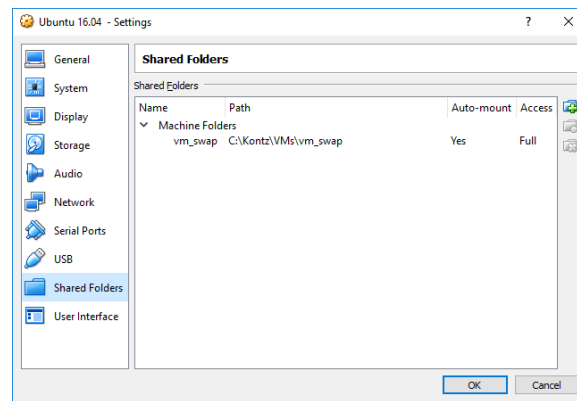 Ubuntu 16.04 - Settings ? ×
General
System
Display
Storage
Audio
Network
Serial Ports
USB
Shared Folders
User Interface
Shared Folders
Shared Folders
Name Path Auto-mount Access
Machine Folders
vm_swap C:\Kontz\VMs\vm_swap Yes Full
OK Cancel